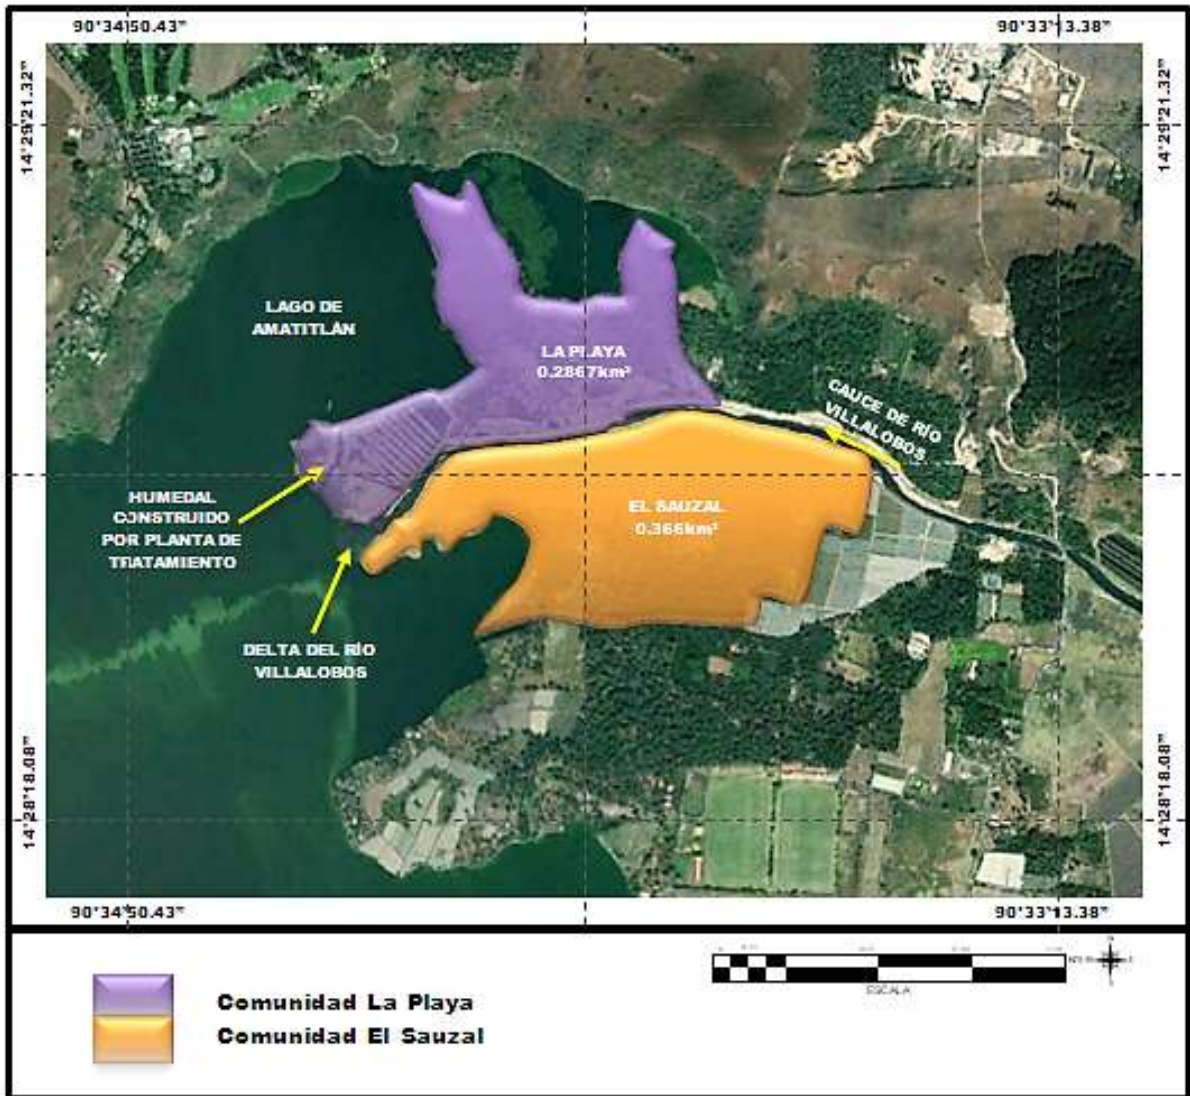 90°34'50.43"
90°33'13.38"
14°29'21.32"
14°29'21.32"
LAGO DE
AMATITLÁN
LA PLAYA
0.2867km²
CAUCE DE RÍO
VILLALOBOS
EL SAUZAL
0.366km²
HUMEDAL
CONSTRUIDO
POR PLANTA DE
TRATAMIENTO
DELTA DEL RÍO
VILLALOBOS
14°28'18.08"
14°28'18.08"
90°34'50.43"
90°33'13.38"
ESCALA
Comunidad La Playa
Comunidad El Sauzal